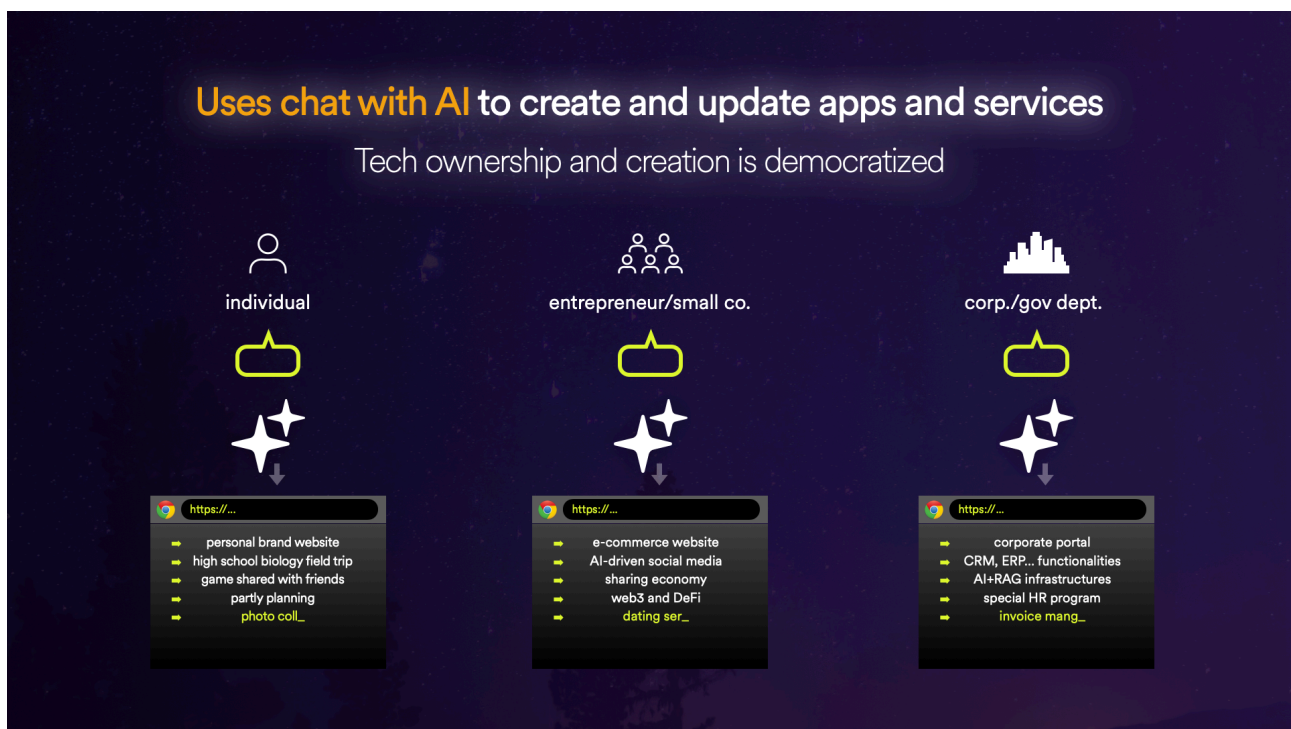 Uses chat with AI to create and update apps and services
Tech ownership and creation is democratized
individual
entrepreneur/small co.
corp./gov dept.
https://...
personal brand website
high school biology field trip
game shared with friends
partly planning
photo coll_
https://...
e-commerce website
AI-driven social media
sharing economy
web3 and DeFi
dating ser_
https://...
corporate portal
CRM, ERP... functionalities
AI+RAG infrastructures
special HR program
invoice mang_